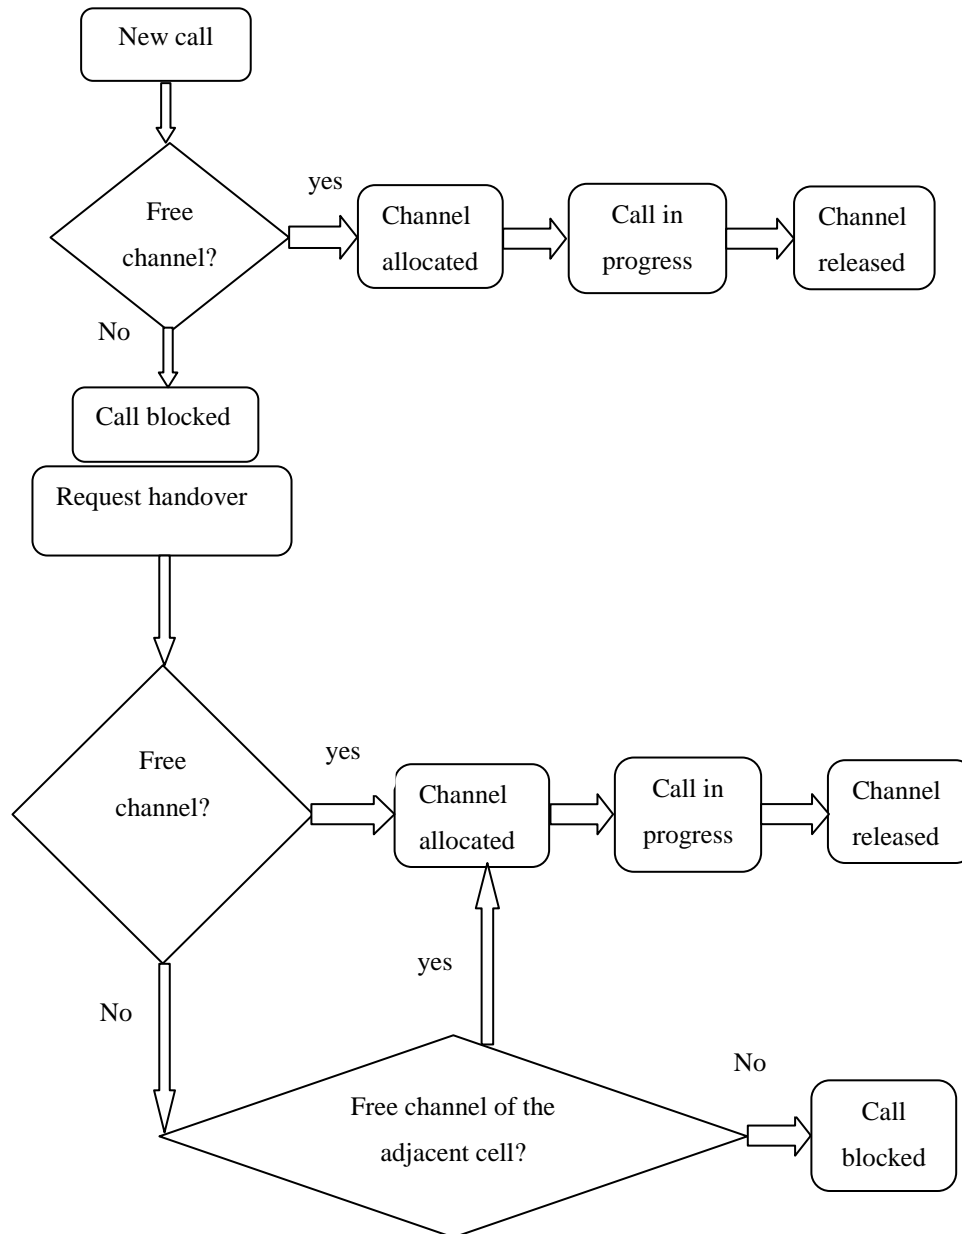 New call
yes
Free
channel?
Channel
allocated
Call in
progress
Channel
released
No
Call blocked
Request handover
yes
Free
channel?
Channel
allocated
Call in
progress
Channel
released
yes
No
No
Free channel of the
adjacent cell?
Call
blocked